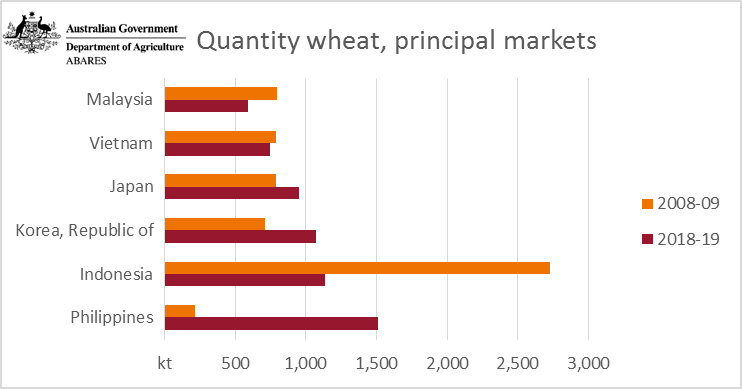 Australian Government
Department of Agriculture
ABARES
Quantity wheat, principal markets
Malaysia
Vietnam
Japan
Korea, Republic of
Indonesia
Philippines
kt 500 1,000 1,500 2,000 2,500 3,000
2008-09
2018-19